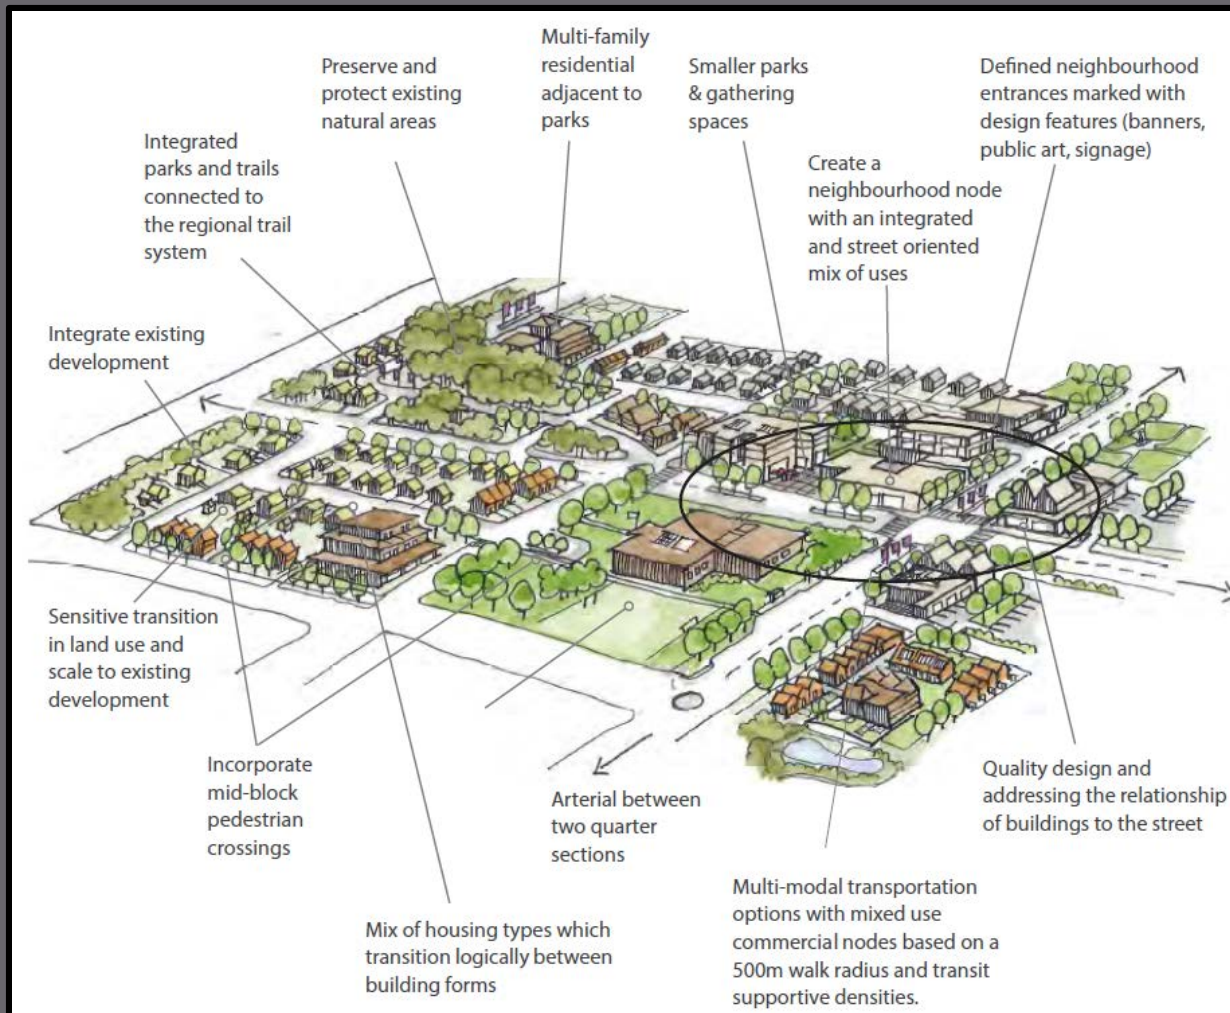 Multi-family
residential
adjacent to
parks
Preserve and
protect existing
natural areas
Smaller parks
& gathering
spaces
Defined neighbourhood
entrances marked with
design features (banners,
public art, signage)
Integrated
parks and trails
connected to
the regional trail
system
Create a
neighbourhood node
with an integrated
and street oriented
mix of uses
Integrate existing
development
Sensitive transition
in land use and
scale to existing
development
Incorporate
mid-block
pedestrian
crossings
Arterial between
two quarter
sections
Quality design and
addressing the relationship
of buildings to the street
Mix of housing types which
transition logically between
building forms
Multi-modal transportation
options with mixed use
commercial nodes based on a
500m walk radius and transit
supportive densities.